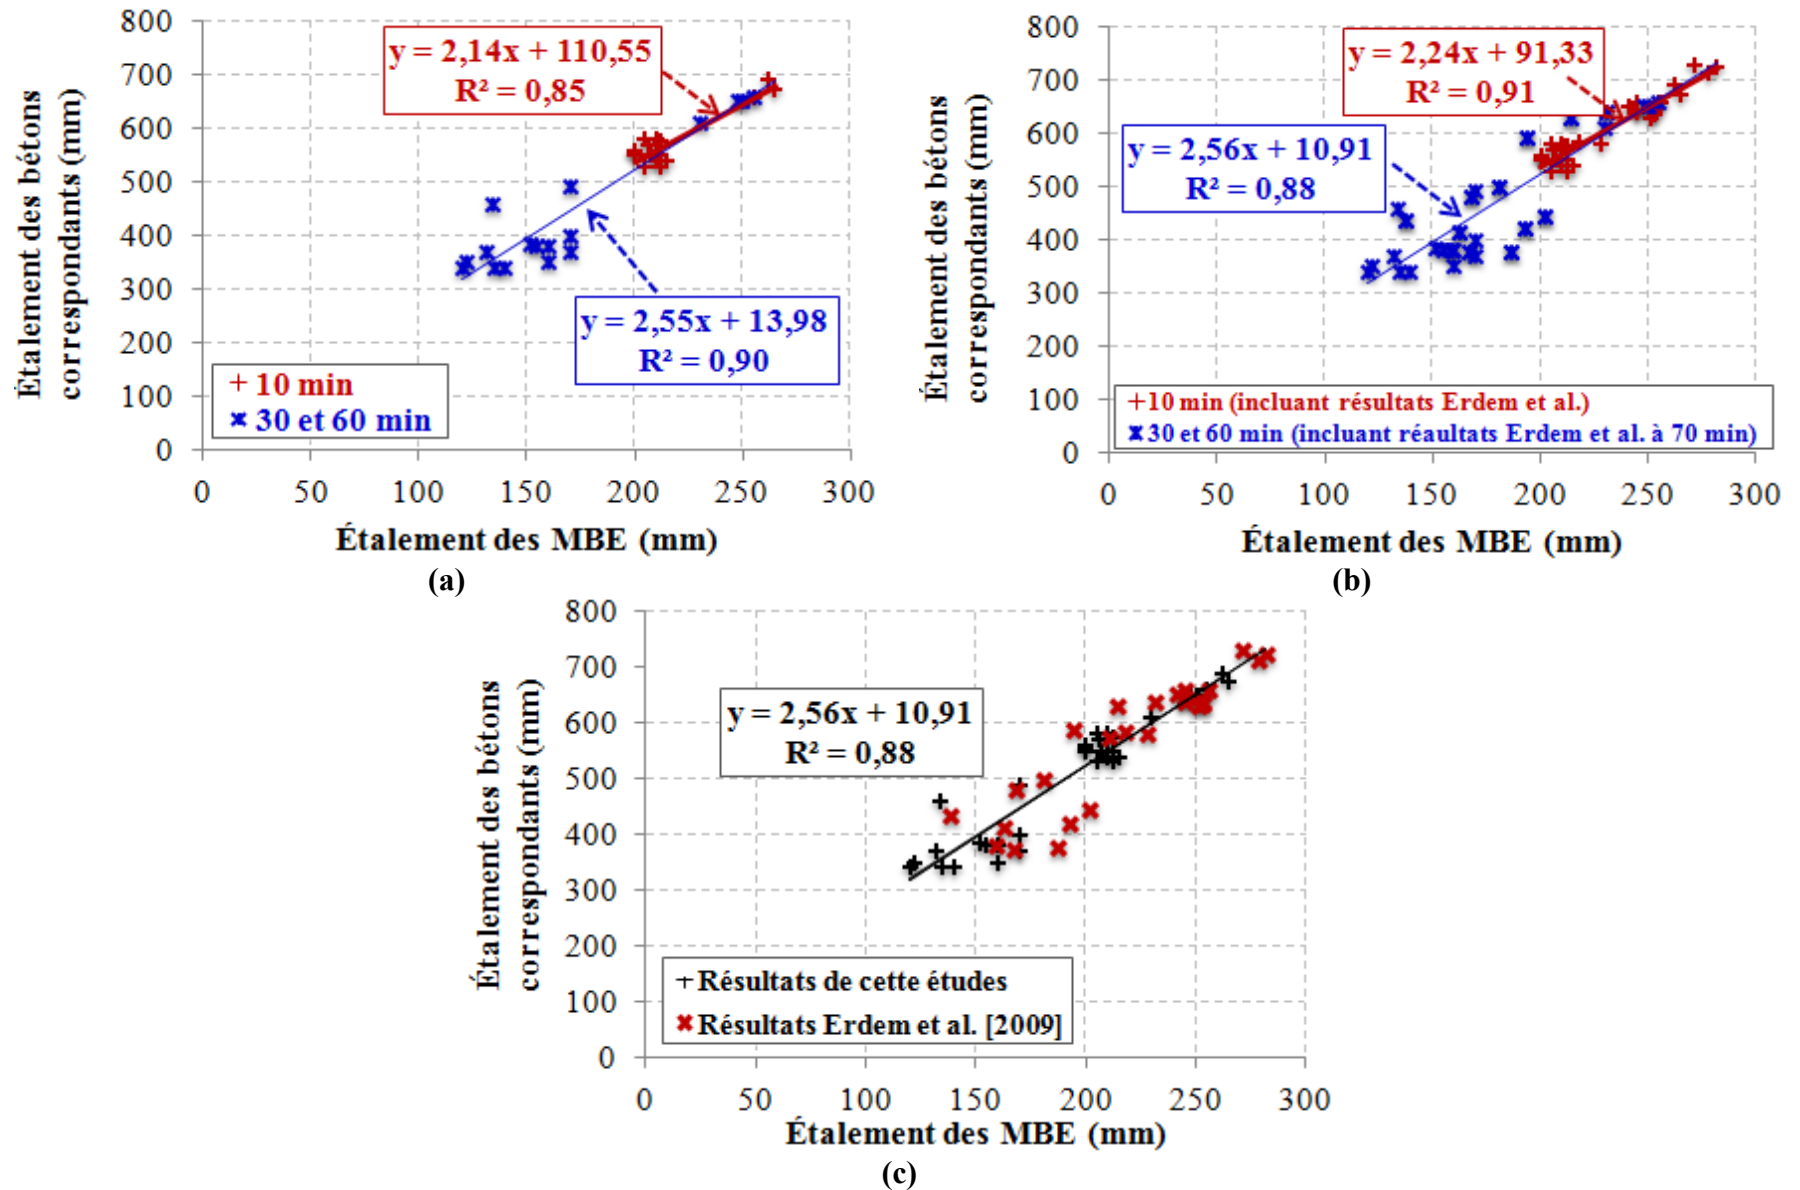 Étalement des bétons
correspondants (mm)
800
700
600
500
400
300
200
100
0
y = 2,14x + 110,55
R² = 0,85
y = 2,55x + 13,98
R² = 0,90
10 min
30 et 60 min
0 50 100 150 200 250 300
Étalement des MBE (mm)
(a)
Étalement des bétons
correspondants (mm)
800
700
600
500
400
300
200
100
0
y = 2,24x + 91,33
R² = 0,91
y = 2,56x + 10,91
R² = 0,88
10 min (incluant résultats Erdem et al.)
30 et 60 min (incluant réaultats Erdem et al. à 70 min)
0 50 100 150 200 250 300
Étalement des MBE (mm)
(b)
Étalement des bétons
correspondants (mm)
800
700
600
500
400
300
200
100
0
y = 2,56x + 10,91
R² = 0,88
Résultats de cette études
Résultats Erdem et al. [2009]
0 50 100 150 200 250 300
Étalement des MBE (mm)
(c)